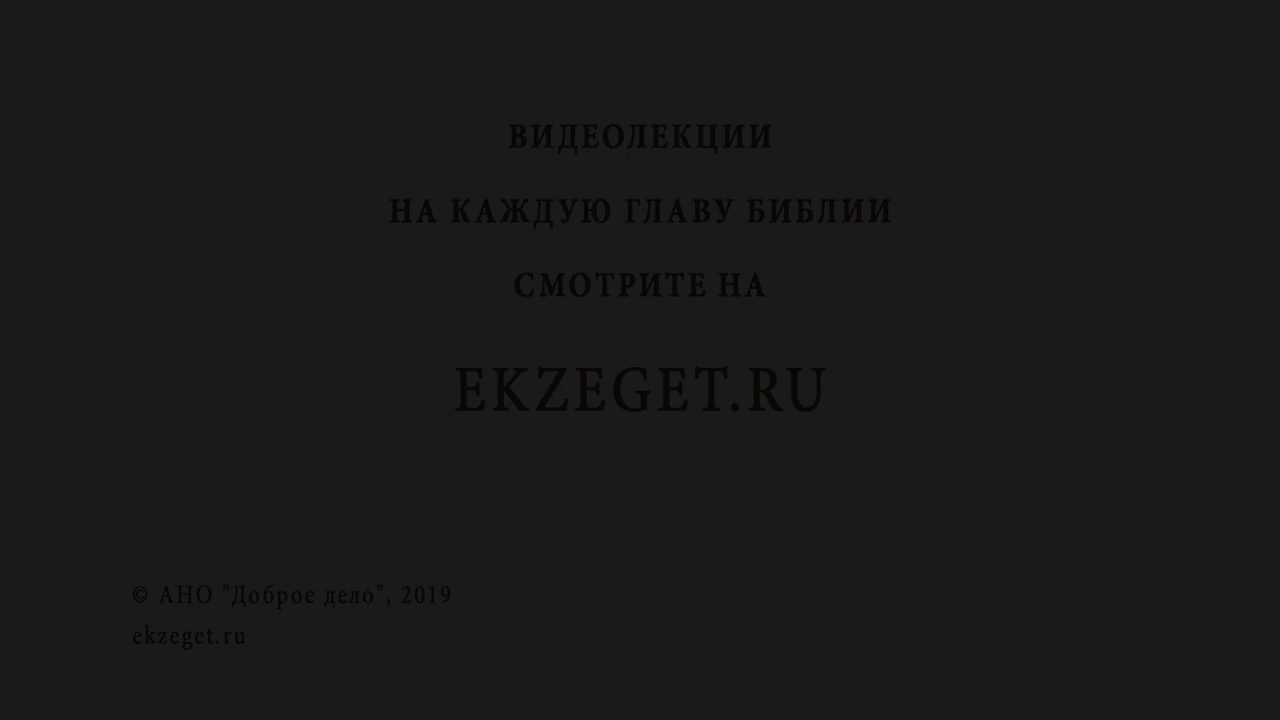 ВИДЕОЛЕКЦИИ
НА КАЖДУЮ ГЛАВУ БИБЛИИ
СМОТРИТЕ НА
EKZEGET.RU
© АНО "Доброе дело", 2019
ekzeget.ru